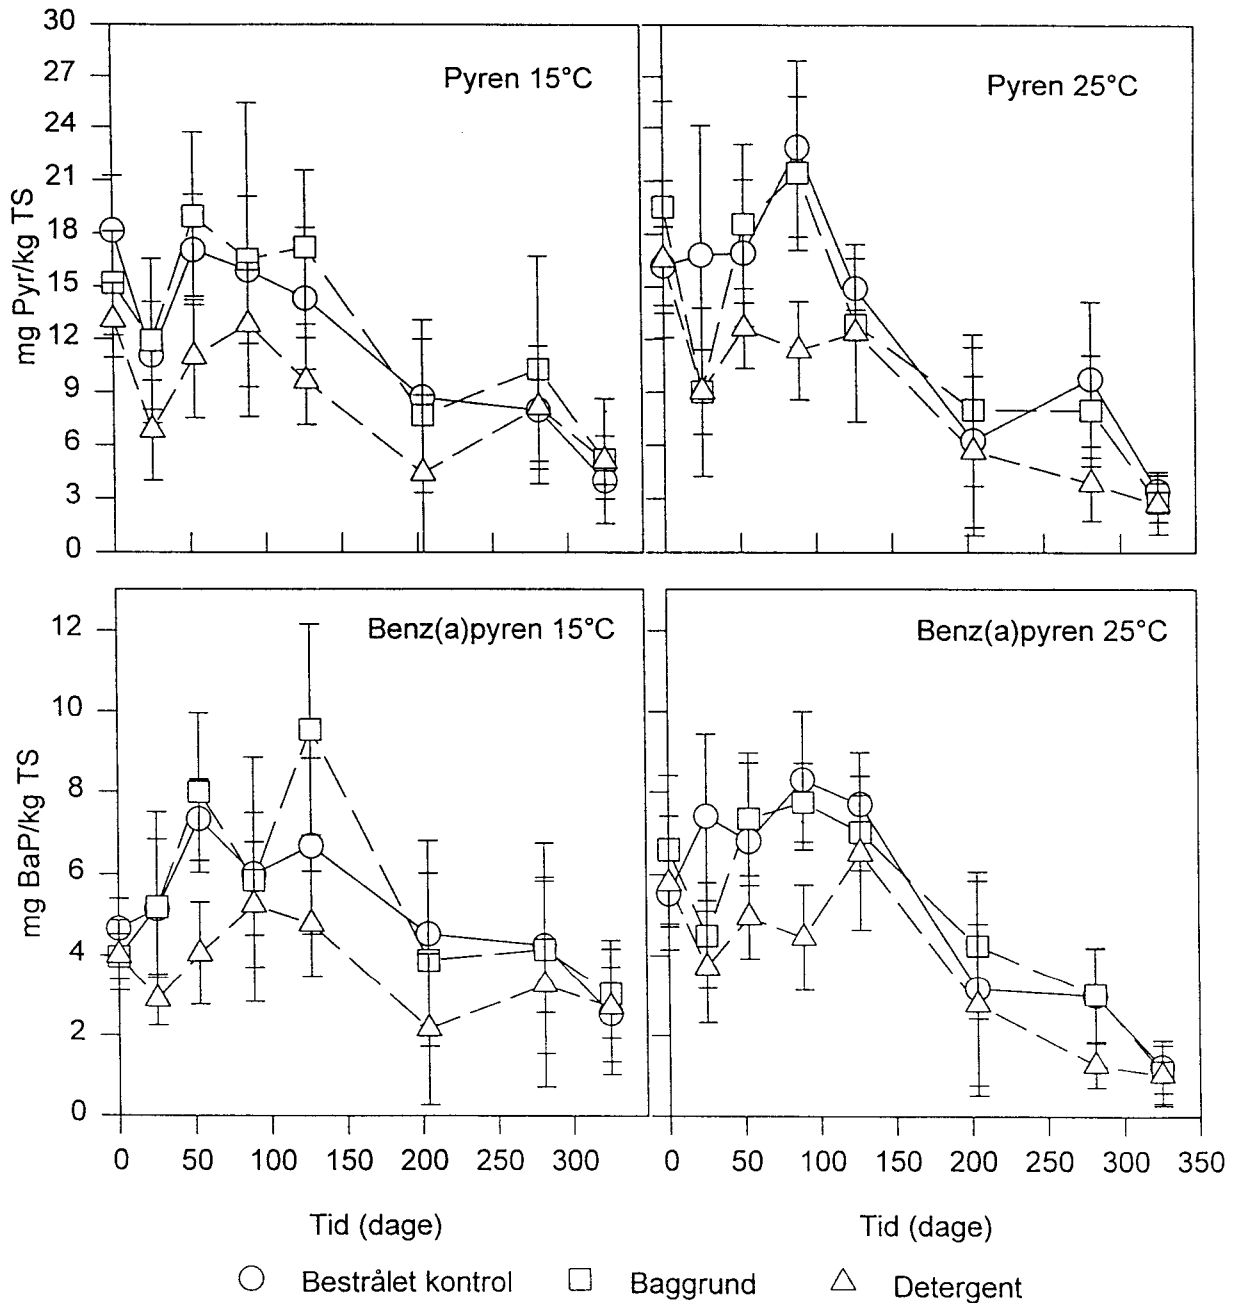 30
27
24
21
18
15
12
9
6
3
0
mg Pyr/kg TS
Pyren 15°C
Pyren 25°C
12
10
8
6
4
2
0
mg BaP/kg TS
Benz(a)pyren 15°C
Benz(a)pyren 25°C
0 50 100 150 200 250 300
0 50 100 150 200 250 300 350
Tid (dage)
Tid (dage)
Bestrålet kontrol Baggrund Detergent